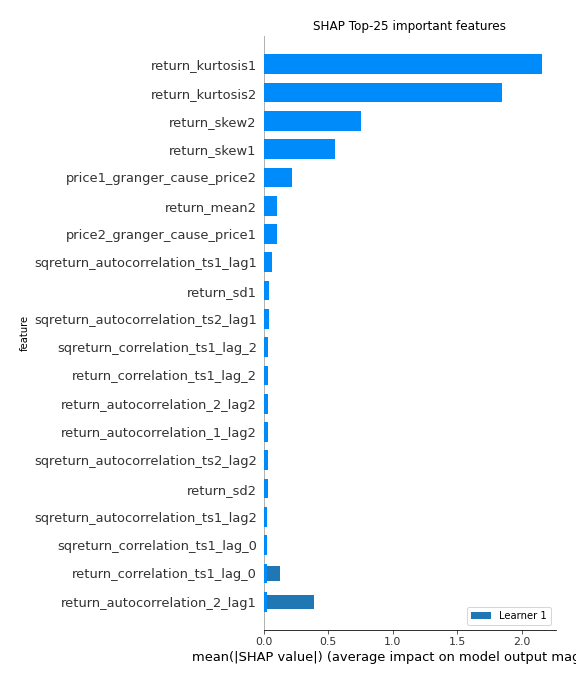 SHAP Top-25 important features
return_kurtosis1
return_kurtosis2
return_skew2
return_skew1
price1_granger_cause_price2
return_mean2
price2_granger_cause_price1
sqreturn_autocorrelation_ts1_lag1
return_sd1
sqreturn_autocorrelation_ts2_lag1
sqreturn_correlation_ts1_lag_2
return_correlation_ts1_lag_2
return_autocorrelation_2_lag2
return_autocorrelation_1_lag2
sqreturn_autocorrelation_ts2_lag2
return_sd2
sqreturn_autocorrelation_ts1_lag2
sqreturn_correlation_ts1_lag_0
return_correlation_ts1_lag_0
return_autocorrelation_2_lag1
feature
Learner 1
0.0 0.5 1.0 1.5 2.0
mean(|SHAP value|) (average impact on model output mag